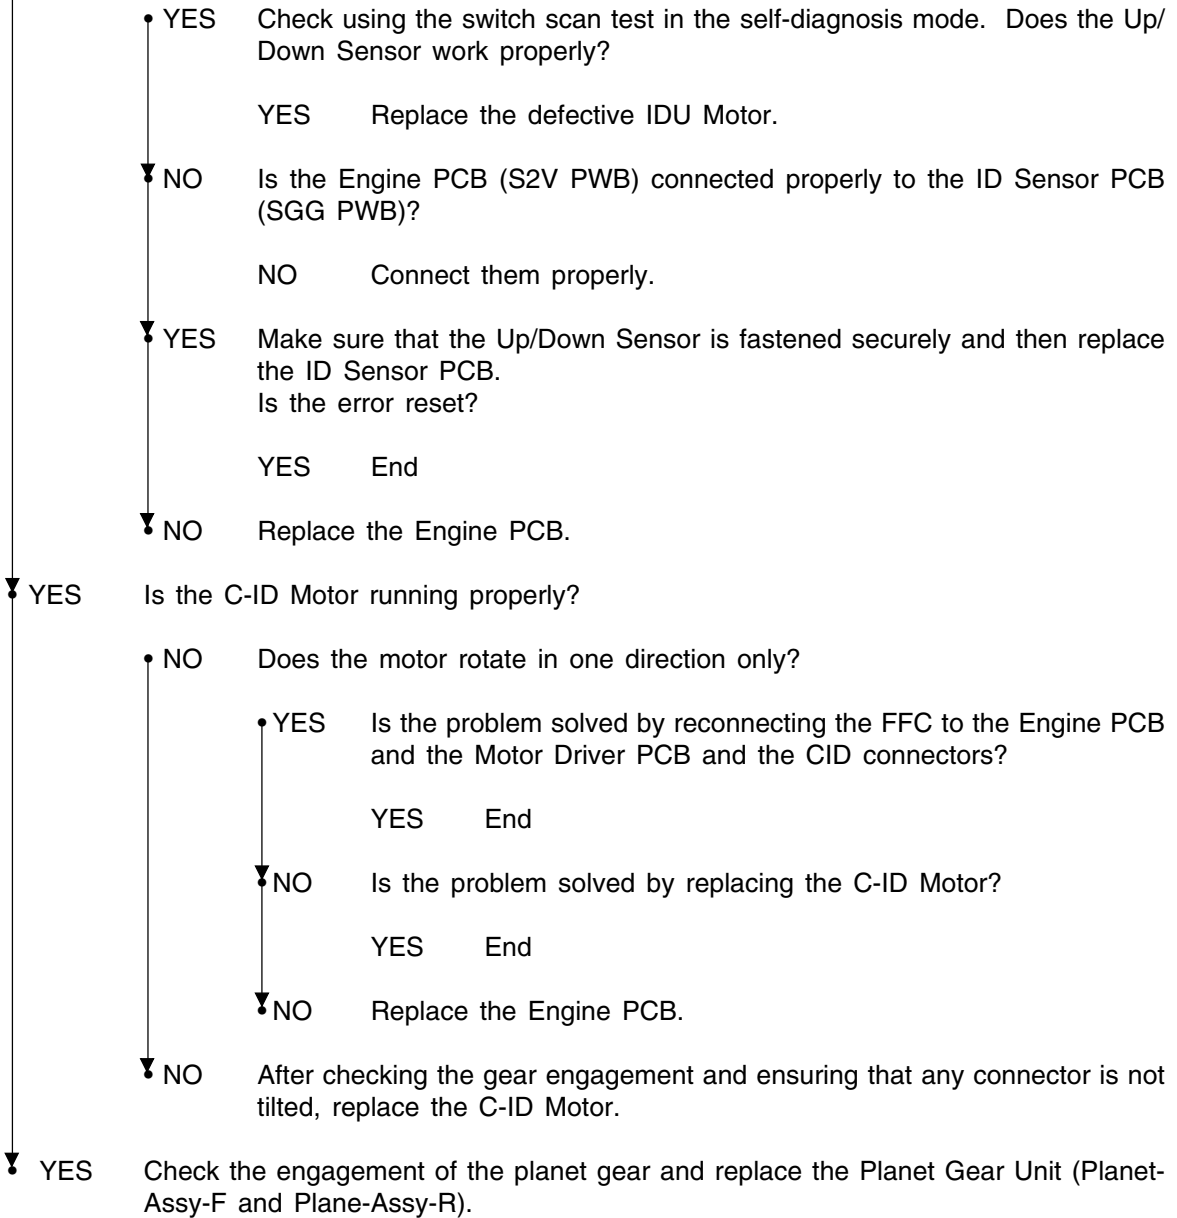 YES Check using the switch scan test in the self-diagnosis mode. Does the Up/
Down Sensor work properly?
YES Replace the defective IDU Motor.
NO Is the Engine PCB (S2V PWB) connected properly to the ID Sensor PCB
(SGG PWB)?
NO Connect them properly.
YES Make sure that the Up/Down Sensor is fastened securely and then replace
the ID Sensor PCB.
Is the error reset?
YES End
NO Replace the Engine PCB.
YES Is the C-ID Motor running properly?
NO Does the motor rotate in one direction only?
YES Is the problem solved by reconnecting the FFC to the Engine PCB
and the Motor Driver PCB and the CID connectors?
YES End
NO Is the problem solved by replacing the C-ID Motor?
YES End
NO Replace the Engine PCB.
NO After checking the gear engagement and ensuring that any connector is not
tilted, replace the C-ID Motor.
YES Check the engagement of the planet gear and replace the Planet Gear Unit (Planet-
Assy-F and Plane-Assy-R).